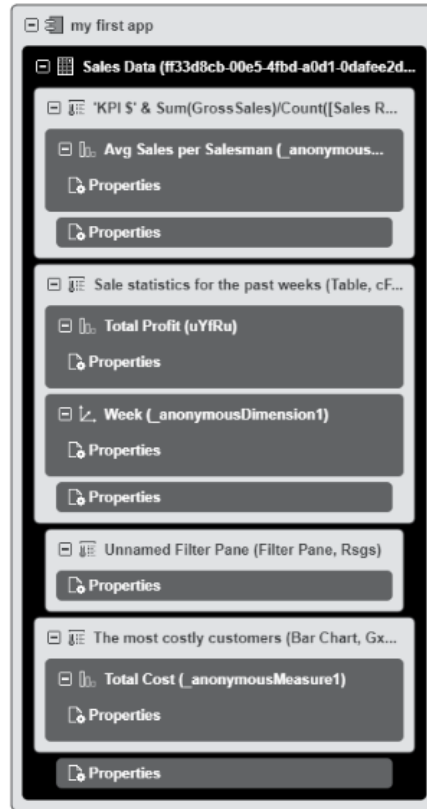 my first app
Sales Data (ff33d8cb-00e5-4fbd-a0d1-0dafee2d...
'KPI $' & Sum(GrossSales)/Count([Sales R...
Avg Sales per Salesman (_anonymous...
Properties
Properties
Sale statistics for the past weeks (Table, cF...
Total Profit (uYfRu)
Properties
Week (_anonymousDimension1)
Properties
Properties
Unnamed Filter Pane (Filter Pane, Rsgs)
Properties
The most costly customers (Bar Chart, Gx...
Total Cost (_anonymousMeasure1)
Properties
Properties